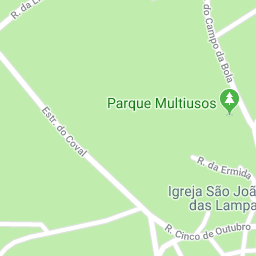 R. da E
do Campo da Bola
Parque Multiusos
Estr. do Coval
R. da Ermida
Igreja São Joã
das Lampa
R. Cinco de Outubro